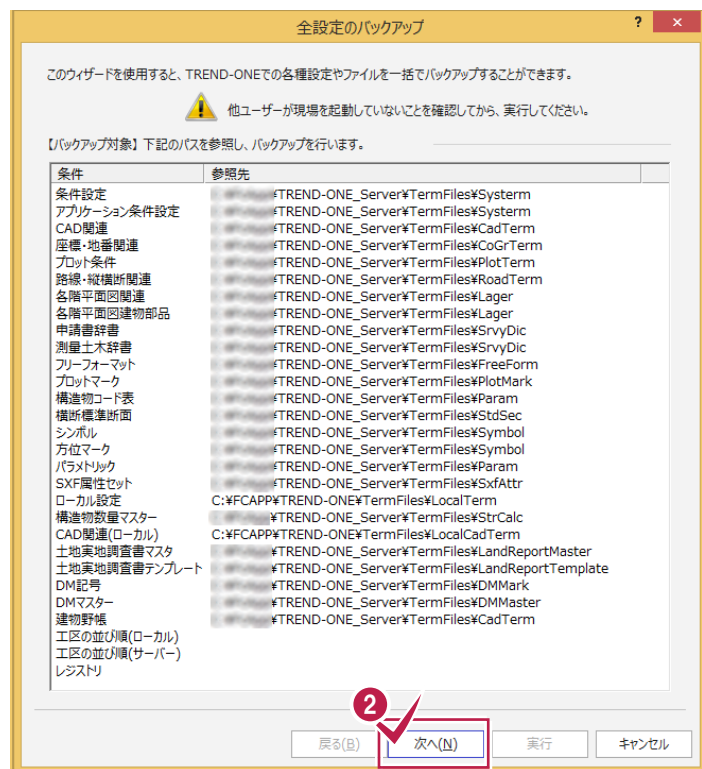 全設定のバックアップ
? ×
このウィザードを使用すると、TREND-ONEでの各種設定やファイルを一括でバックアップすることができます。
他ユーザーが現場を起動していないことを確認してから、実行してください。
【バックアップ対象】下記のパスを参照し、バックアップを行います。
条件 参照先
条件設定 ¥TREND-ONE_Server¥TermFiles¥Systerm
アプリケーション条件設定 ¥TREND-ONE_Server¥TermFiles¥Systerm
CAD関連 ¥TREND-ONE_Server¥TermFiles¥CadTerm
座標・地番関連 ¥TREND-ONE_Server¥TermFiles¥CoGrTerm
プロット条件 ¥TREND-ONE_Server¥TermFiles¥PlotTerm
路線・縦横断関連 ¥TREND-ONE_Server¥TermFiles¥RoadTerm
各階平面図関連 ¥TREND-ONE_Server¥TermFiles¥Lager
各階平面図建物部品 ¥TREND-ONE_Server¥TermFiles¥Lager
申請書辞書 ¥TREND-ONE_Server¥TermFiles¥SrvyDic
測量土木辞書 ¥TREND-ONE_Server¥TermFiles¥SrvyDic
フリーフォーマット ¥TREND-ONE_Server¥TermFiles¥FreeForm
プロットマーク ¥TREND-ONE_Server¥TermFiles¥PlotMark
構造物コード表 ¥TREND-ONE_Server¥TermFiles¥Param
横断標準断面 ¥TREND-ONE_Server¥TermFiles¥StdSec
シンボル ¥TREND-ONE_Server¥TermFiles¥Symbol
方位マーク ¥TREND-ONE_Server¥TermFiles¥Symbol
パラメトリック ¥TREND-ONE_Server¥TermFiles¥Param
SXF属性セット ¥TREND-ONE_Server¥TermFiles¥SxfAttr
ローカル設定 C:¥FCAPP¥TREND-ONE¥TermFiles¥LocalTerm
構造物数量マスター ¥TREND-ONE_Server¥TermFiles¥StrCalc
CAD関連(ローカル) C:¥FCAPP¥TREND-ONE¥TermFiles¥LocalCadTerm
土地実地調査書マスタ ¥TREND-ONE_Server¥TermFiles¥LandReportMaster
土地実地調査書テンプレート ¥TREND-ONE_Server¥TermFiles¥LandReportTemplate
DM記号 ¥TREND-ONE_Server¥TermFiles¥DMMark
DMマスター ¥TREND-ONE_Server¥TermFiles¥DMMaster
建物野帳 ¥TREND-ONE_Server¥TermFiles¥CadTerm
工区の並び順(ローカル)
工区の並び順(サーバー)
レジストリ
2
戻る(B) 次へ(N) 実行 キャンセル